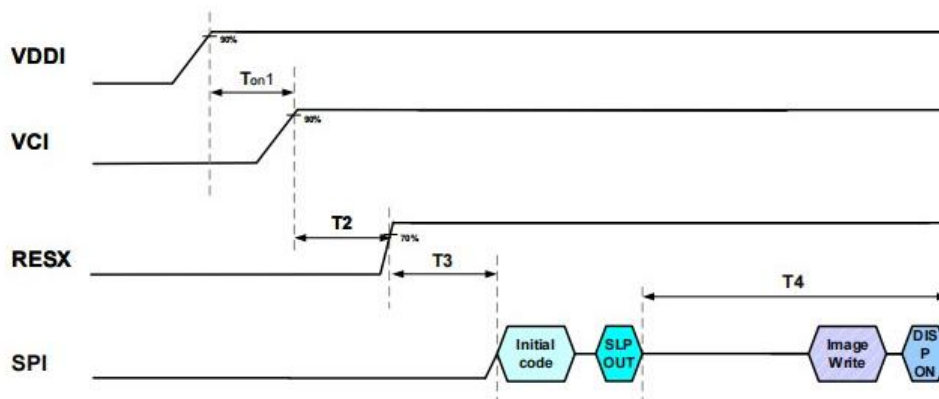 VDDI
90%
Ton1
VCI
90%
T2
RESX
70%
T3
T4
SPI
Initial
code
SLP
OUT
Image
Write
DIS
P
ON